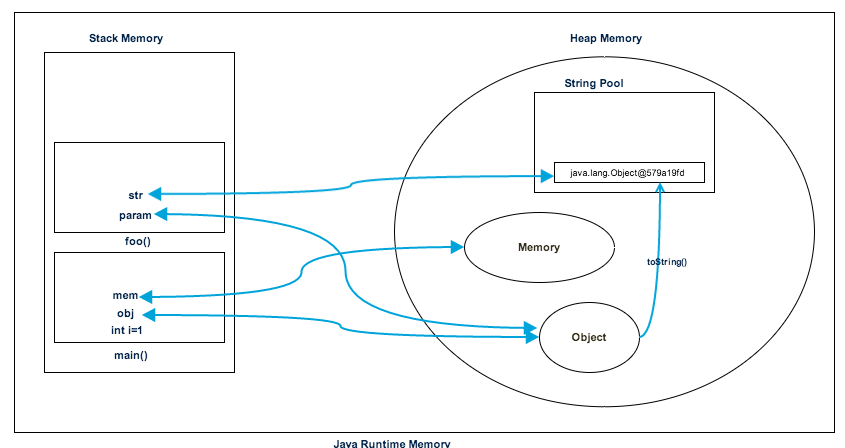 Stack Memory
Heap Memory
String Pool
java.lang.Object@579a19fd
str
param
foo()
Memory
toString()
mem
obj
int i=1
Object
main()
Java Runtime Memory